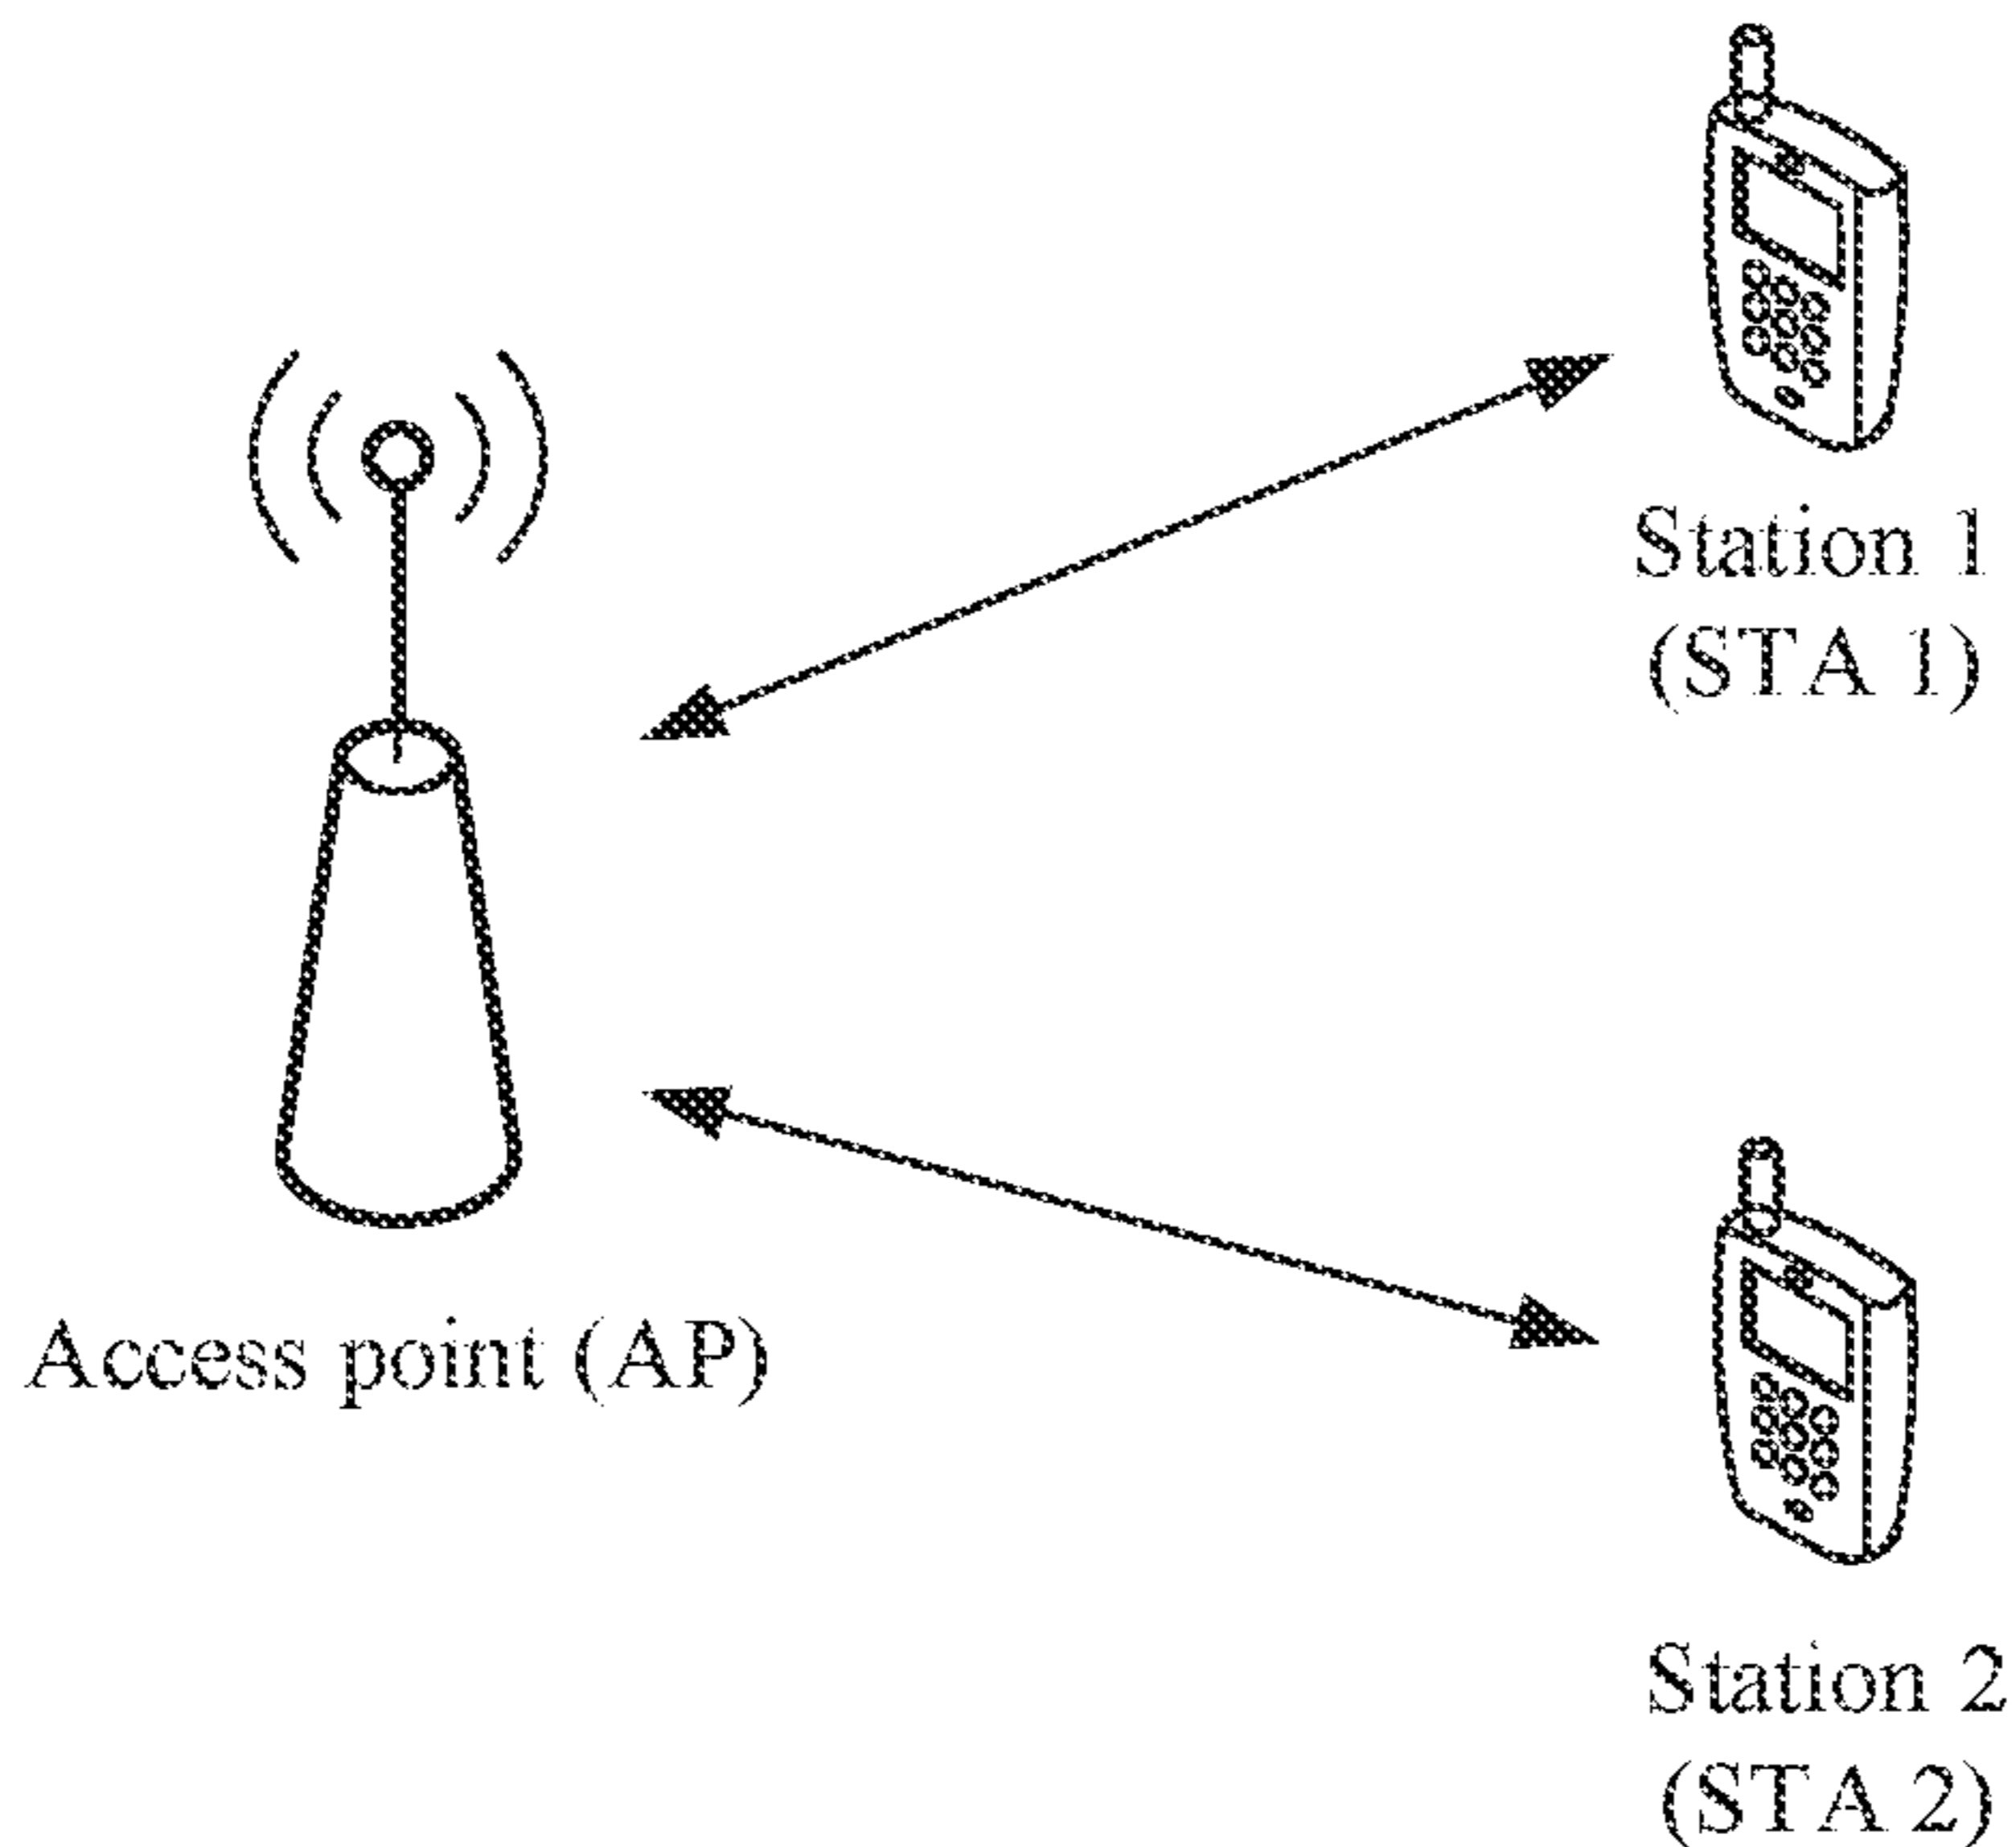 Station 1
(STA 1)
Access point (AP)
Station 2
(STA 2)